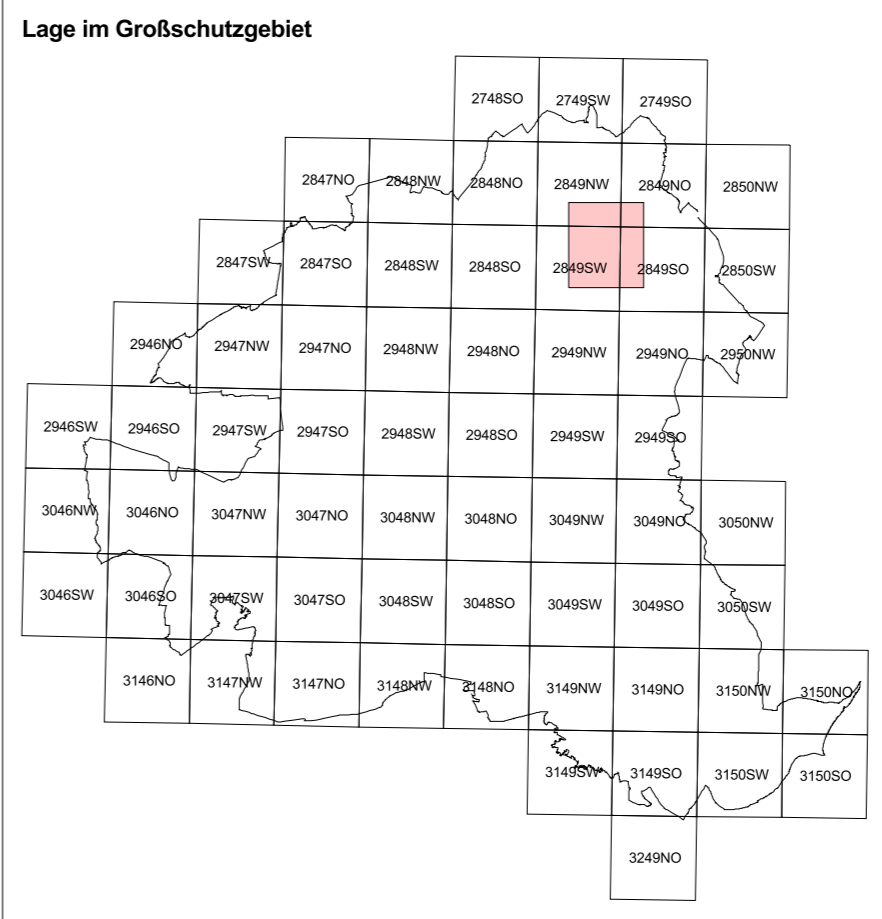 Lage im Großschutzgebiet
2748SO 2749SW 2749SO
2847NO 2848NW 2848NO 2849NW 2849NO 2850NW
2847SW 2847SO 2848SW 2848SO 2849SW 2849SO 2850SW
2946NO 2947NW 2947NO 2948NW 2948NO 2949NW 2949NO 2950NW
2946SW 2946SO 2947SW 2947SO 2948SW 2948SO 2949SW 2949SO
3046NW 3046NO 3047NW 3047NO 3048NW 3048NO 3049NW 3049NO 3050NW
3046SW 3046SO 3047SW 3047SO 3048SW 3048SO 3049SW 3049SO 3050SW
3146NO 3147NW 3147NO 3148NW 3148NO 3149NW 3149NO 3150NW 3150NO
3149SW 3149SO 3150SW 3150SO
3249NO